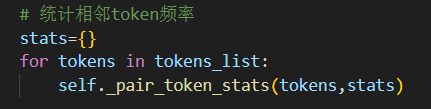 # 统计相邻token频率
stats={}
for tokens in tokens_list:
    self._pair_token_stats(tokens,stats)